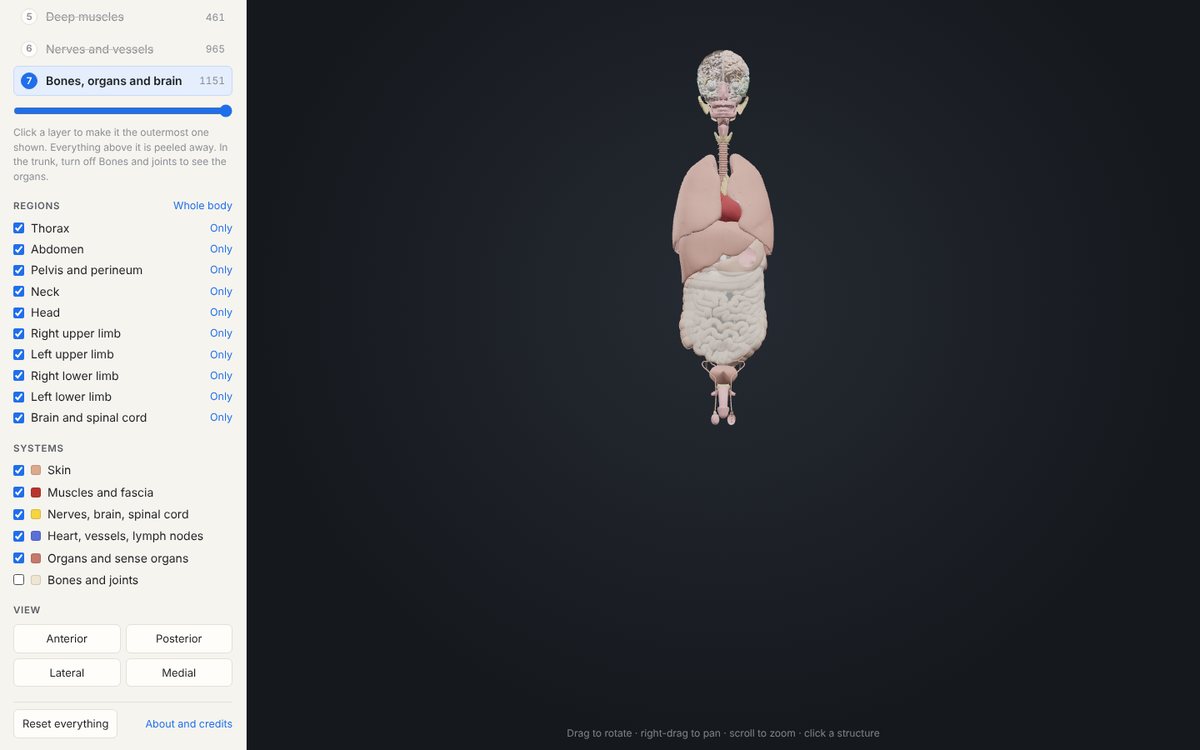 5 Deep muscles 461
6 Nerves and vessels 965
7 Bones, organs and brain 1151
Click a layer to make it the outermost one
shown. Everything above it is peeled away. In
the trunk, turn off Bones and joints to see the
organs.
REGIONS Whole body
Thorax Only
Abdomen Only
Pelvis and perineum Only
Neck Only
Head Only
Right upper limb Only
Left upper limb Only
Right lower limb Only
Left lower limb Only
Brain and spinal cord Only
SYSTEMS
Skin
Muscles and fascia
Nerves, brain, spinal cord
Heart, vessels, lymph nodes
Organs and sense organs
Bones and joints
VIEW
Anterior Posterior
Lateral Medial
Reset everything About and credits
Drag to rotate · right-drag to pan · scroll to zoom · click a structure